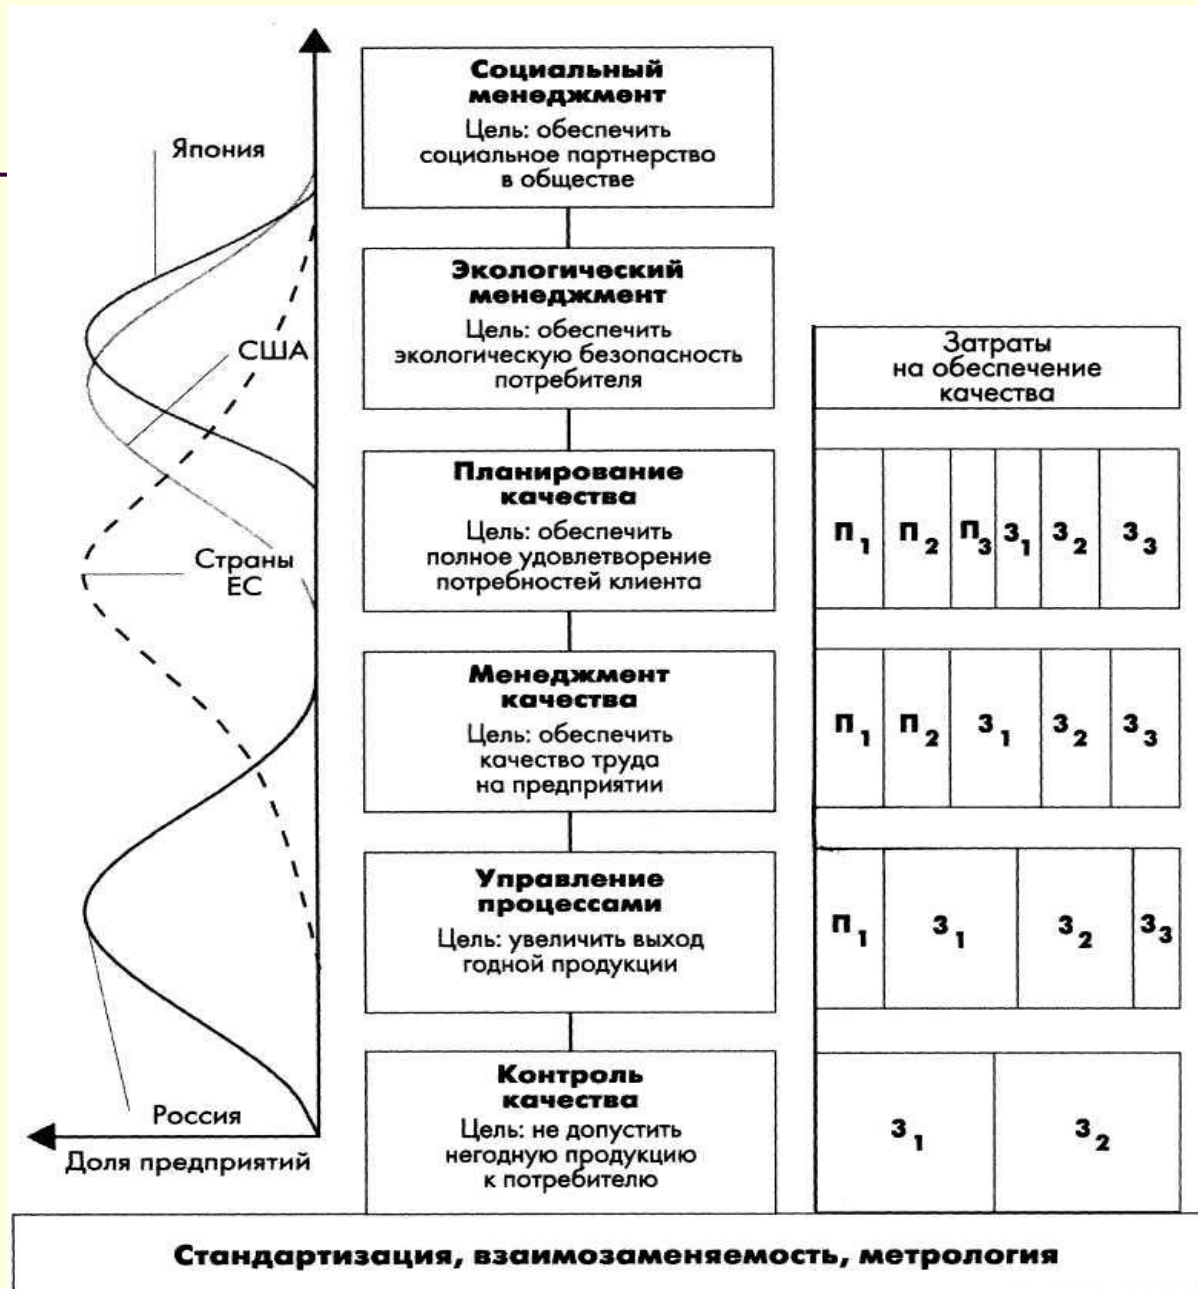 Социальный
менеджмент
Цель: обеспечить
социальное партнерство
в обществе
Япония
Экологический
менеджмент
Цель: обеспечить
экологическую безопасность
потребителя
США
Затраты
на обеспечение
качества
Планирование
качества
Цель: обеспечить
полное удовлетворение
потребностей клиента
П1 П2 П3 З1 З2 З3
Страны
ЕС
Менеджмент
качества
Цель: обеспечить
качество труда
на предприятии
П1 П2 З1 З2 З3
Управление
процессами
Цель: увеличить выход
годной продукции
П1 З1 З2 З3
Контроль
качества
Цель: не допустить
негодную продукцию
к потребителю
З1 З2
Россия
Доля предприятий
Стандартизация, взаимозаменяемость, метрология